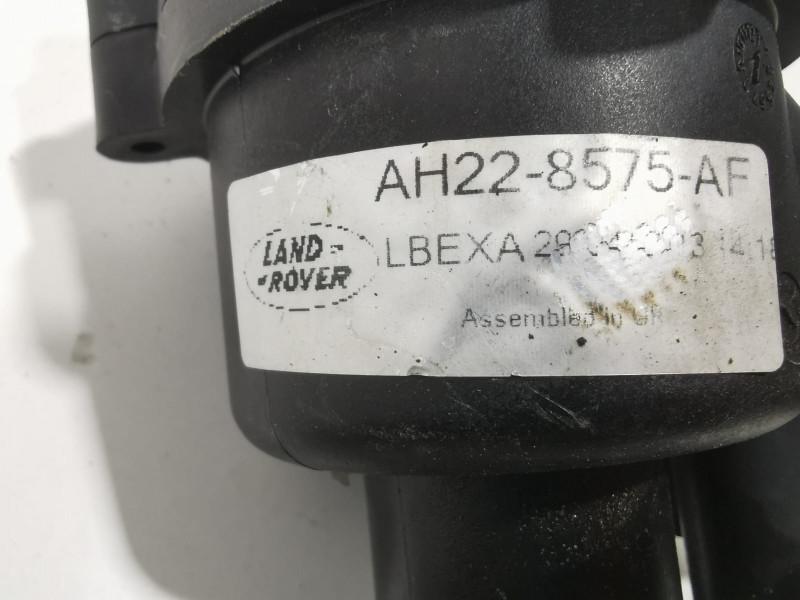 AH22-8575-AF
LAND-
-ROVER
LBEXA
Assembled in